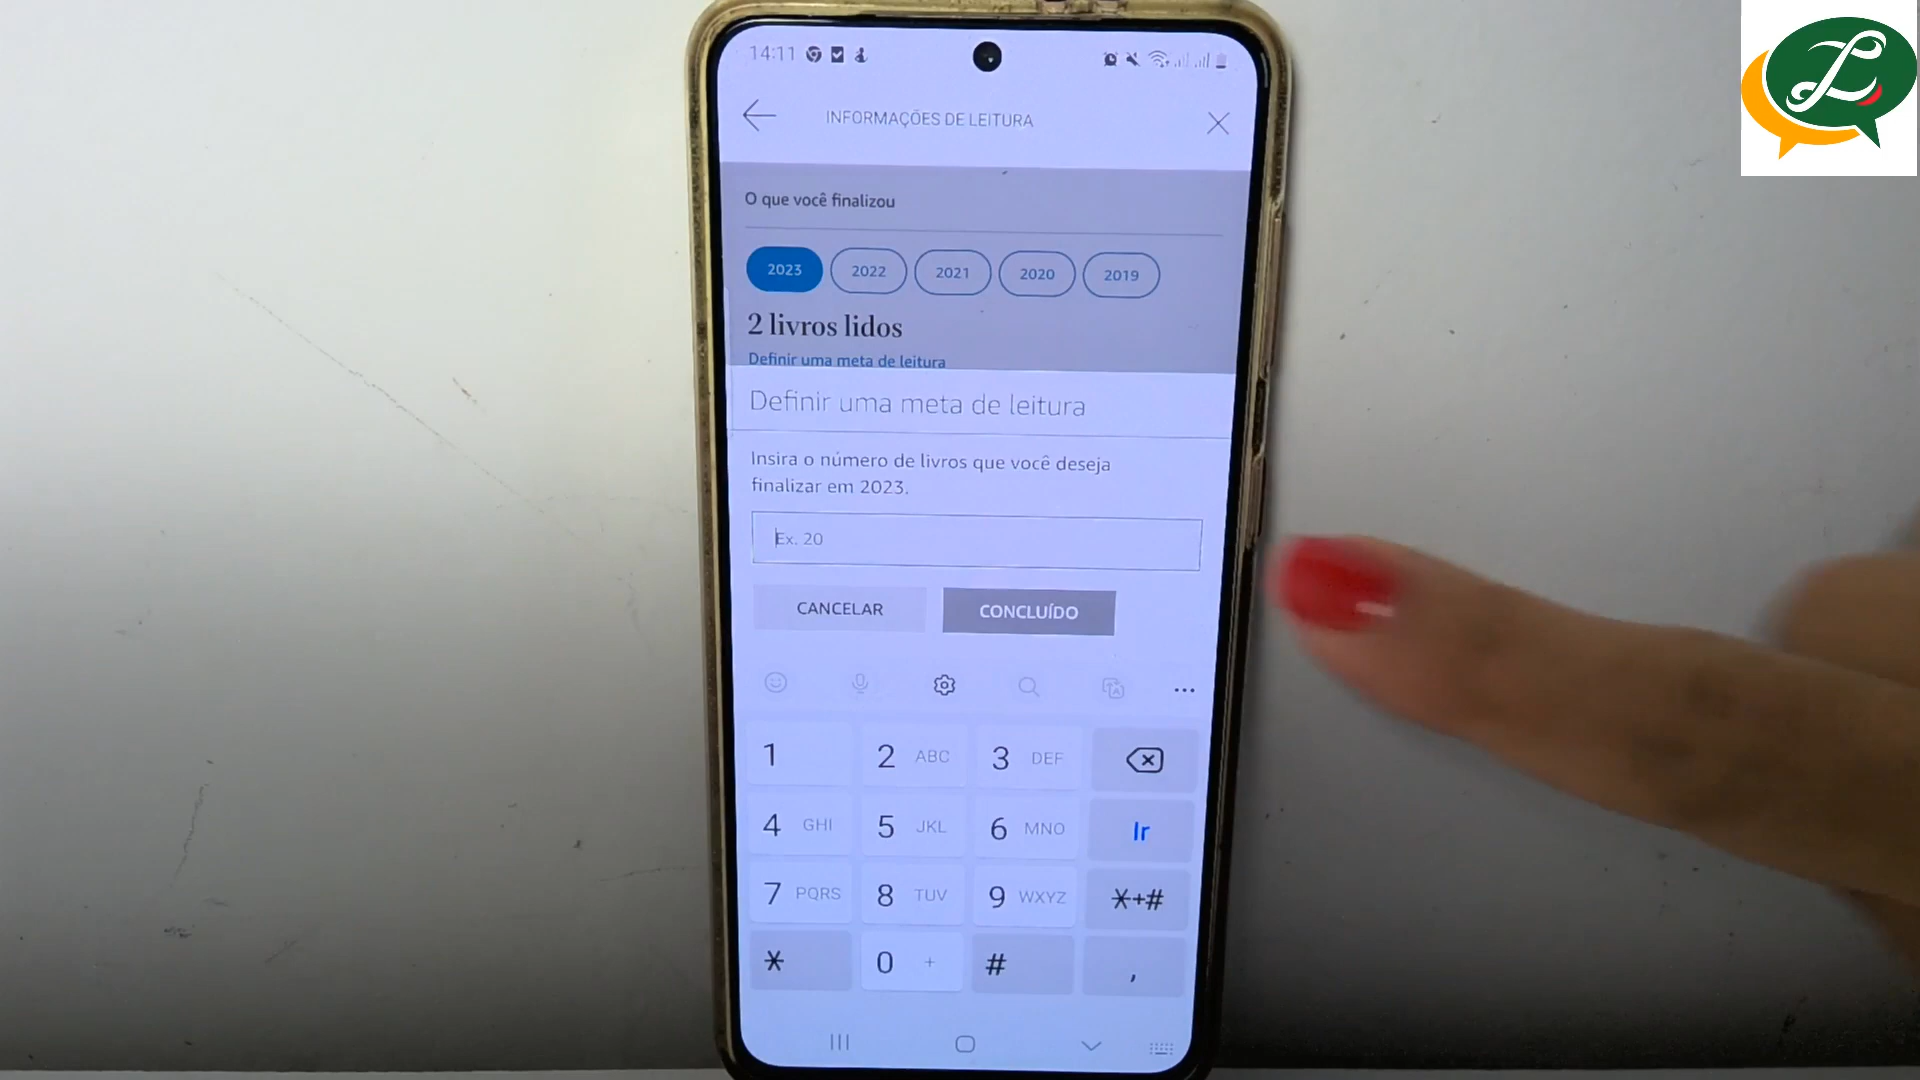 14:11
INFORMAÇÕES DE LEITURA
O que você finalizou
2023 2022 2021 2020 2019
2 livros lidos
Definir uma meta de leitura
Definir uma meta de leitura
Insira o número de livros que você deseja
finalizar em 2023.
Ex. 20
CANCELAR CONCLUÍDO
1 2 ABC 3 DEF
4 GHI 5 JKL 6 MNO Ir
7 PQRS 8 TUV 9 WXYZ *+#
* 0 + # ,
L